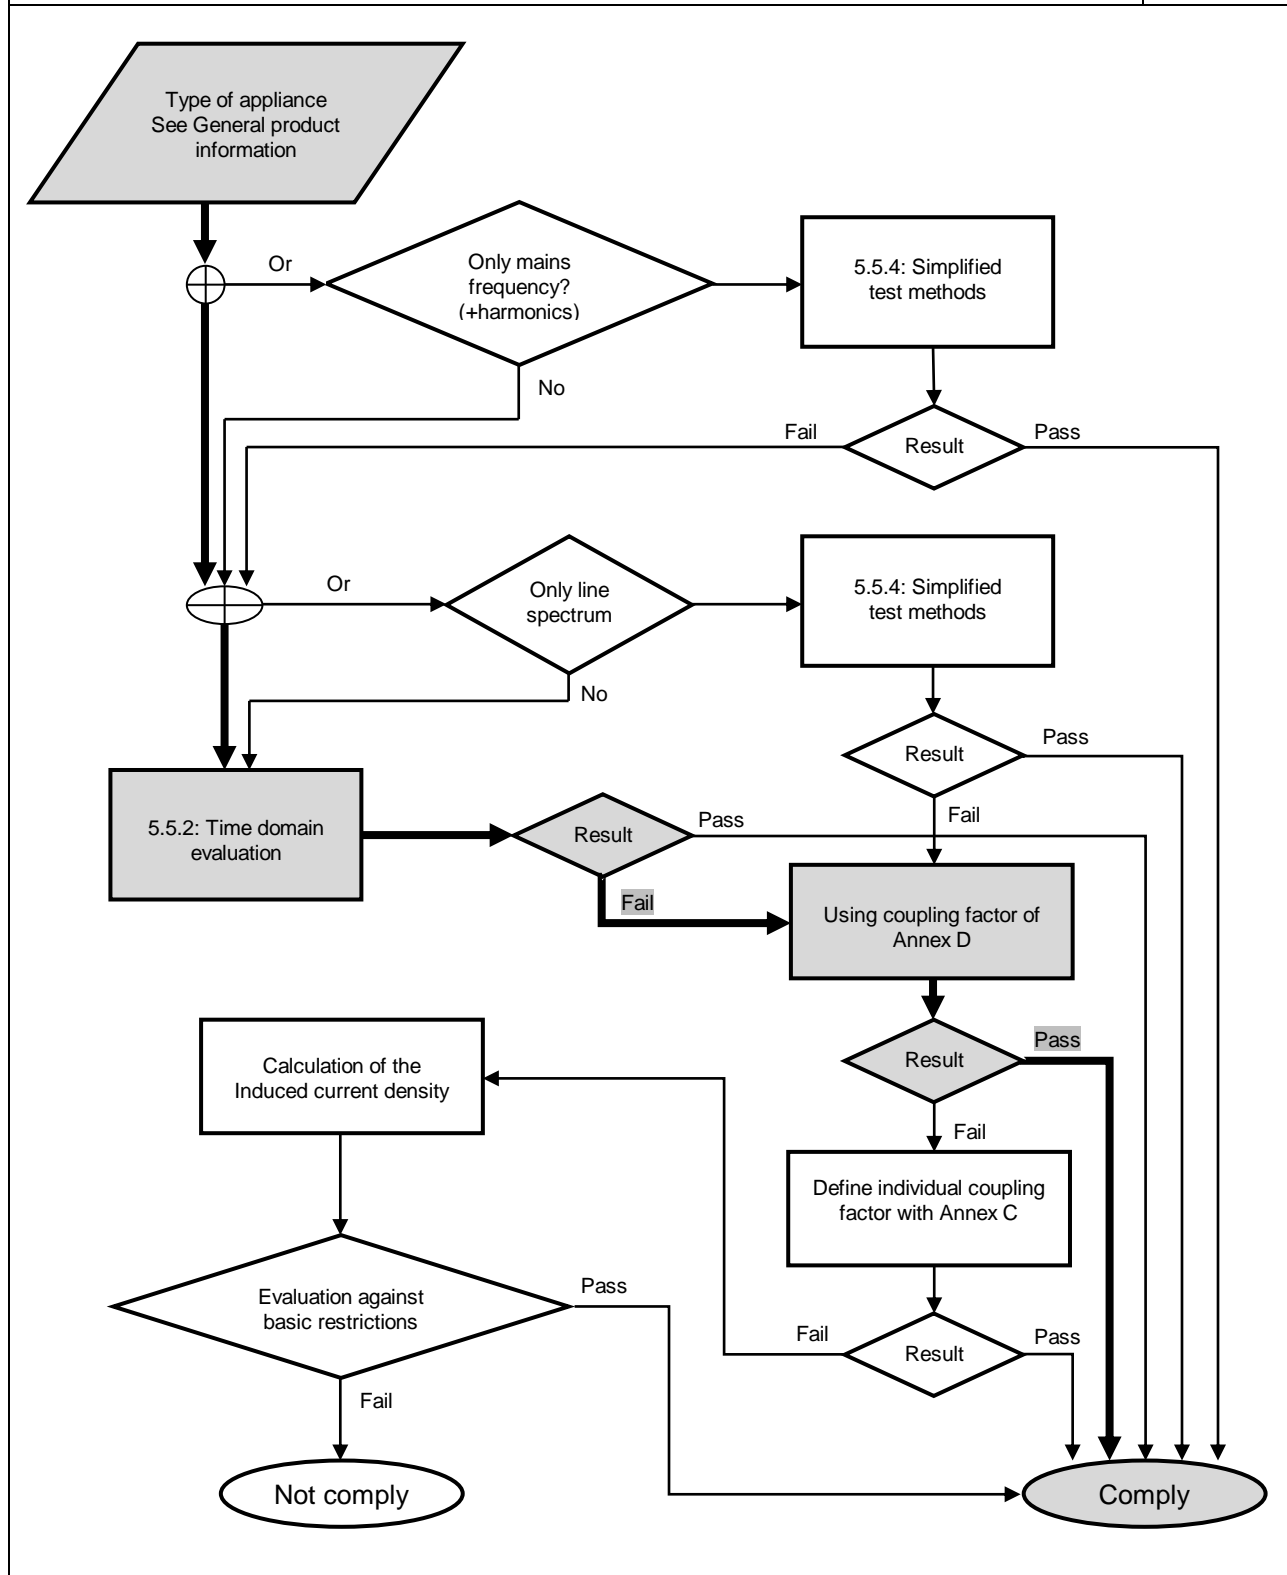 Type of appliance
See General product
information
Or
Only mains
frequency?
(+harmonics)
5.5.4: Simplified
test methods
No
Fail
Result
Pass
Or
Only line
spectrum
5.5.4: Simplified
test methods
No
Result
Pass
Fail
5.5.2: Time domain
evaluation
Result
Pass
Fail
Using coupling factor of
Annex D
Result
Pass
Fail
Calculation of the
Induced current density
Define individual coupling
factor with Annex C
Evaluation against
basic restrictions
Pass
Fail
Result
Pass
Fail
Not comply
Comply